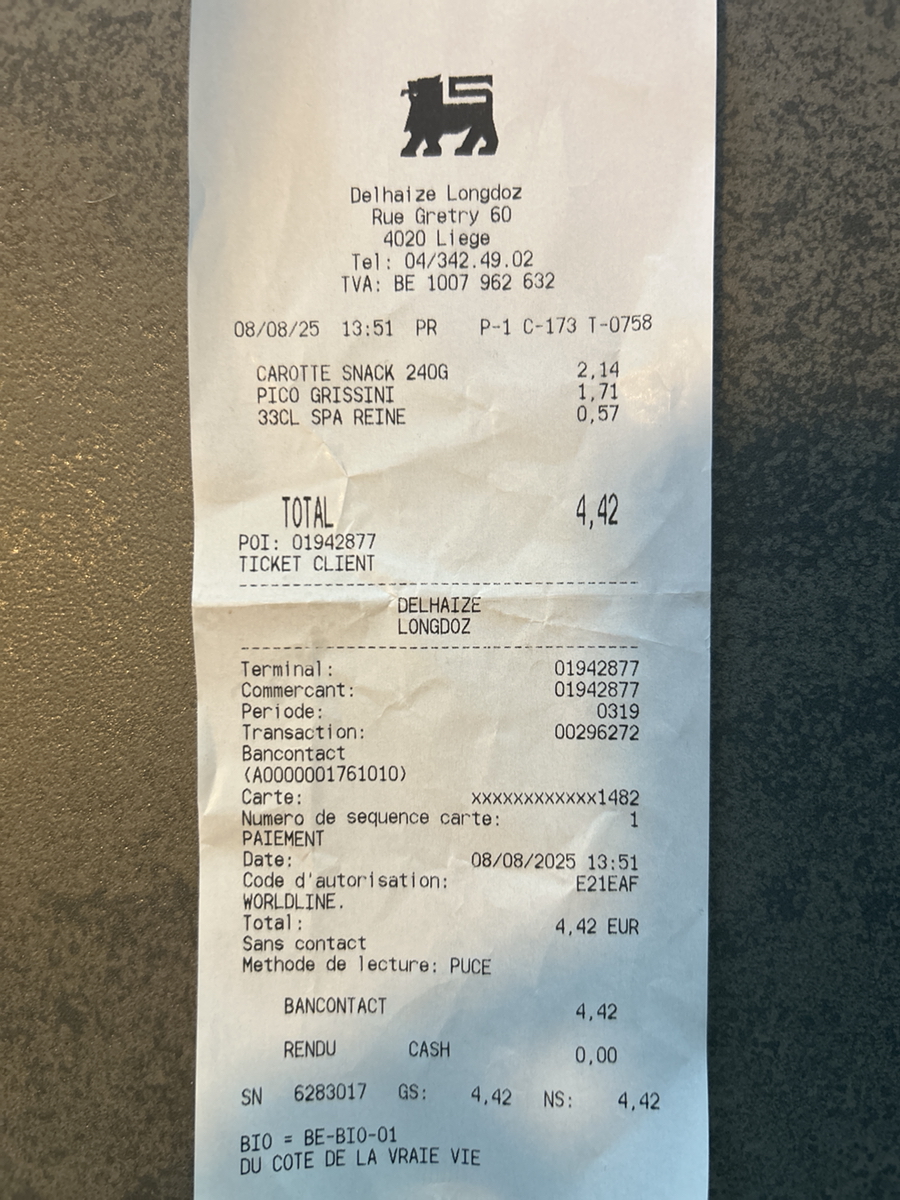 Delhaize Longdoz
Rue Gretry 60
4020 Liege
Tel: 04/342.49.02
TVA: BE 1007 962 632
08/08/25 13:51 PR P-1 C-173 T-0758
CAROTTE SNACK 240G 2,14
PICO GRISSINI 1,71
33CL SPA REINE 0,57
TOTAL 4,42
POI: 01942877
TICKET CLIENT
DELHAIZE
LONGDOZ
Terminal: 01942877
Commercant: 01942877
Periode: 0319
Transaction: 00296272
Bancontact
(A0000001761010)
Carte: xxxxxxxxxxxx1482
Numero de sequence carte: 1
PAIEMENT
Date: 08/08/2025 13:51
Code d'autorisation: E21EAF
WORLDLINE.
Total: 4,42 EUR
Sans contact
Methode de lecture: PUCE
BANCONTACT 4,42
RENDU CASH 0,00
SN 6283017 GS: 4,42 NS: 4,42
BIO = BE-BIO-01
DU COTE DE LA VRAIE VIE